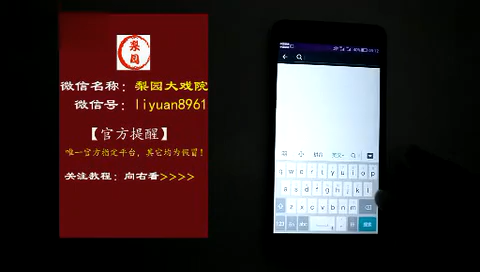 梨园
微信名称：梨园大戏院
微信号：liyuan8961
【官方提醒】
唯一官方指定平台，其它均为假冒！
关注教程：向右看>>>>
q w e r t y u i o p
a s d f g h j k l
z x c v b n m